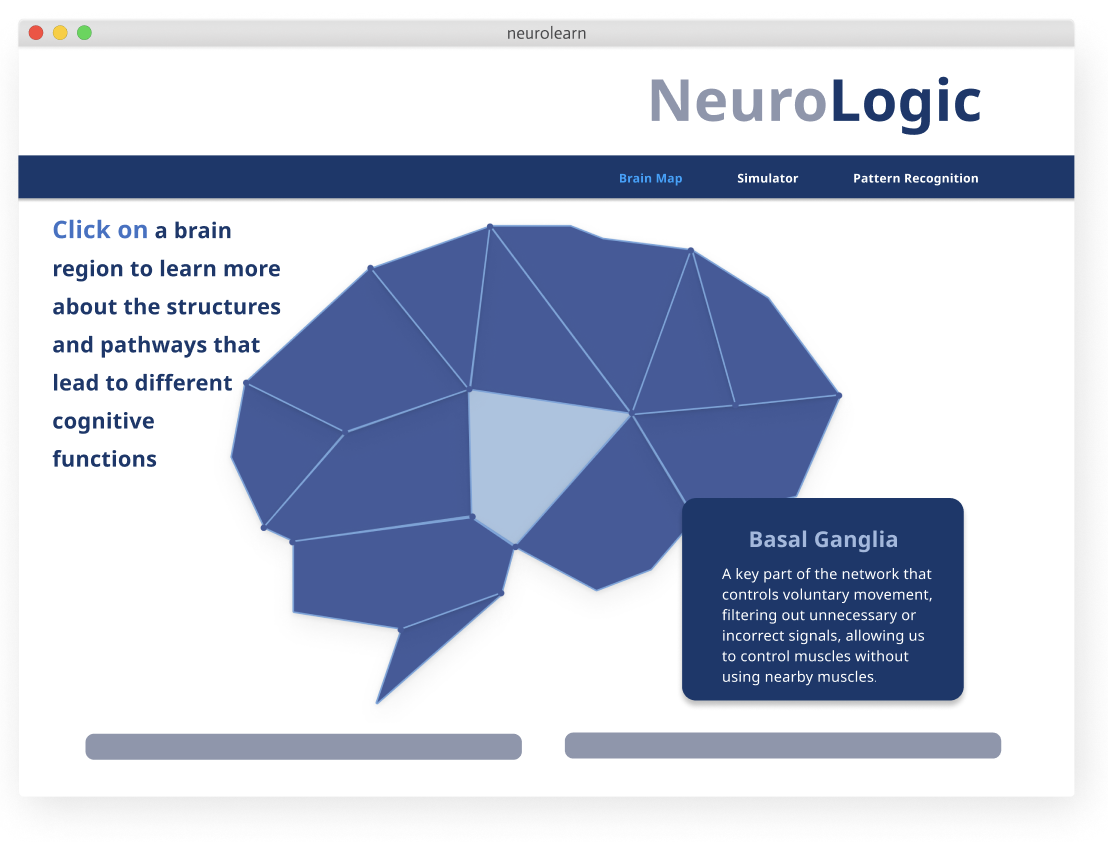 neurolearn
NeuroLogic
Brain Map Simulator Pattern Recognition
Click on a brain
region to learn more
about the structures
and pathways that
lead to different
cognitive
functions
Basal Ganglia
A key part of the network that
controls voluntary movement,
filtering out unnecessary or
incorrect signals, allowing us
to control muscles without
using nearby muscles.